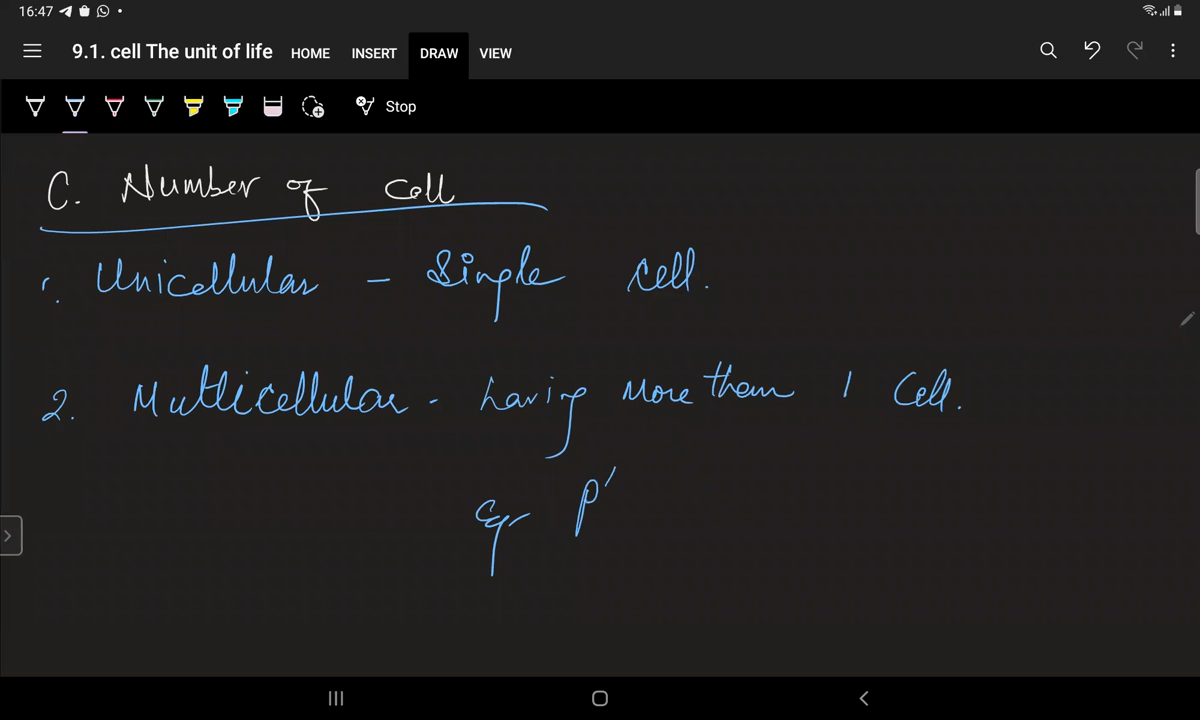 16:47
9.1. cell The unit of life HOME INSERT DRAW VIEW
Stop
C. Number of Cell
1. Unicellular - Single cell.
2. Multicellular - having More than 1 Cell.
eg- P